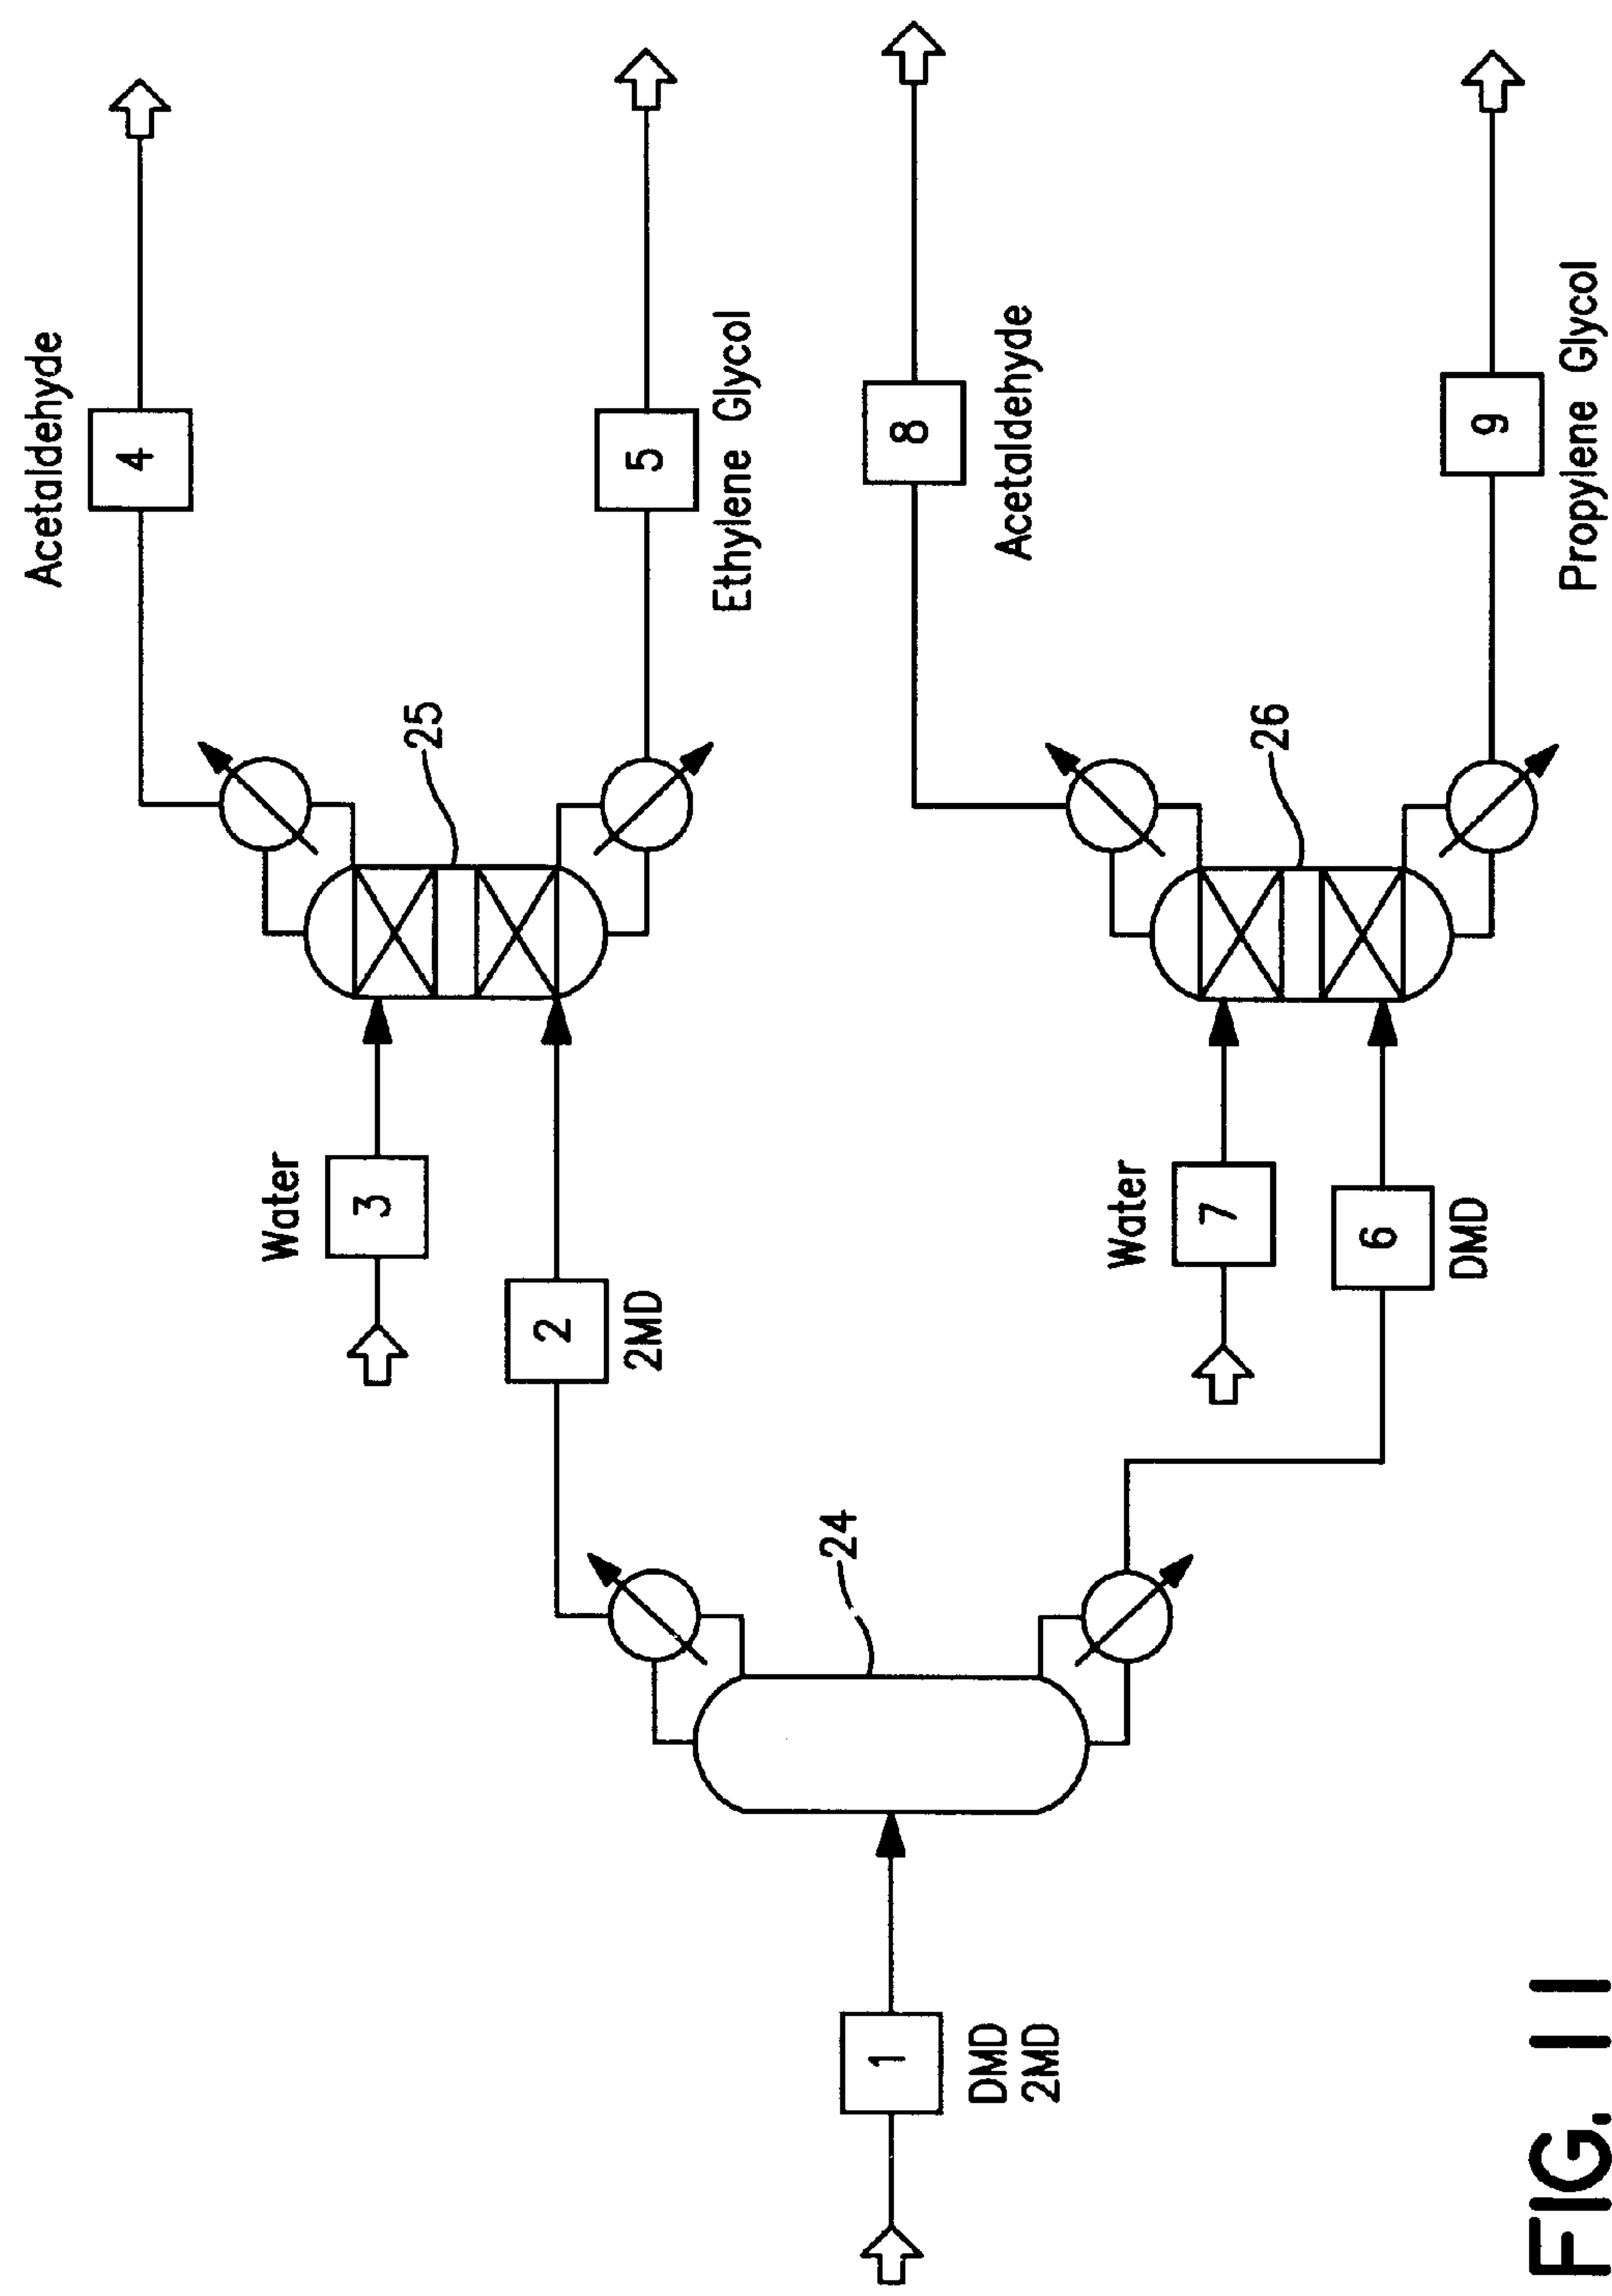 Acetaldehyde
4
5
Ethylene Glycol
25
Water
3
2
2MD
24
1
DMD
2MD
8
Acetaldehyde
9
Propylene Glycol
26
Water
7
6
DMD
FIG. 11